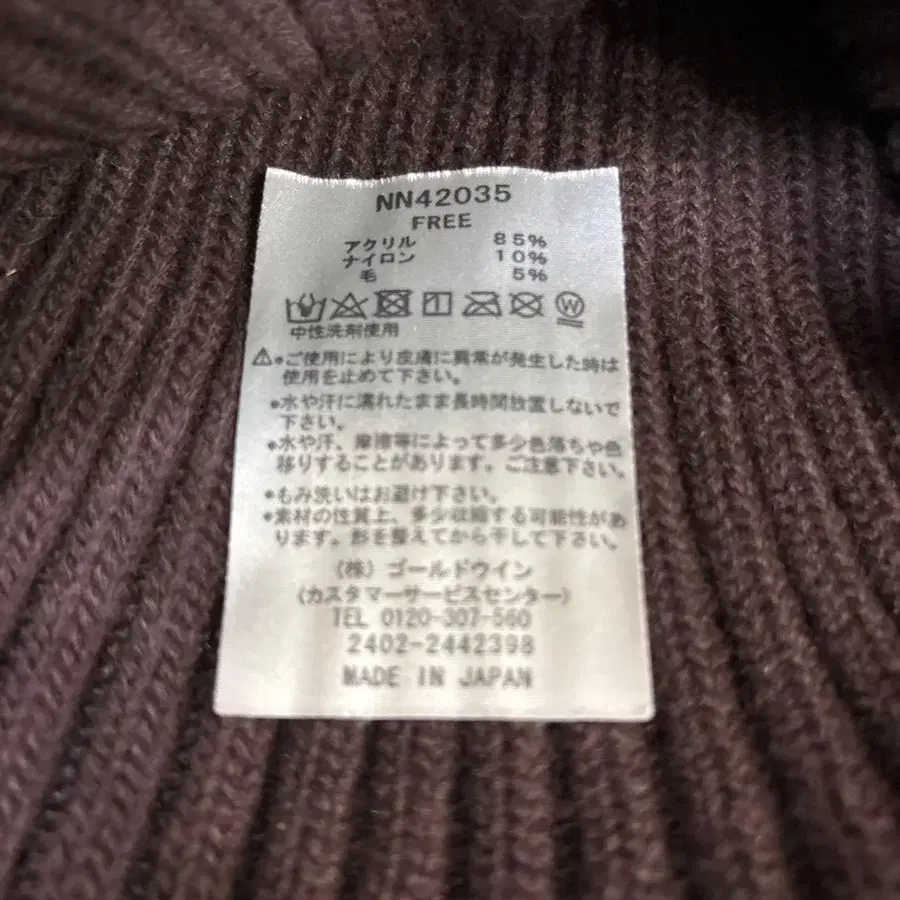 NN42035
FREE
アクリル 85%
ナイロン 10%
毛 5%
W
中性洗剤使用
⚠●ご使用により皮膚に異常が発生した時は
使用を止めて下さい。
●水や汗に濡れたまま長時間放置しないで
下さい。
●水や汗、摩擦等によって多少色落ちや色
移りすることがあります。ご注意下さい。
●もみ洗いはお避け下さい。
●素材の性質上、多少収縮する可能性があ
ります。形を整えてから干して下さい。
(株) ゴールドウイン
(カスタマーサービスセンター)
TEL 0120-307-560
2402-2442398
MADE IN JAPAN